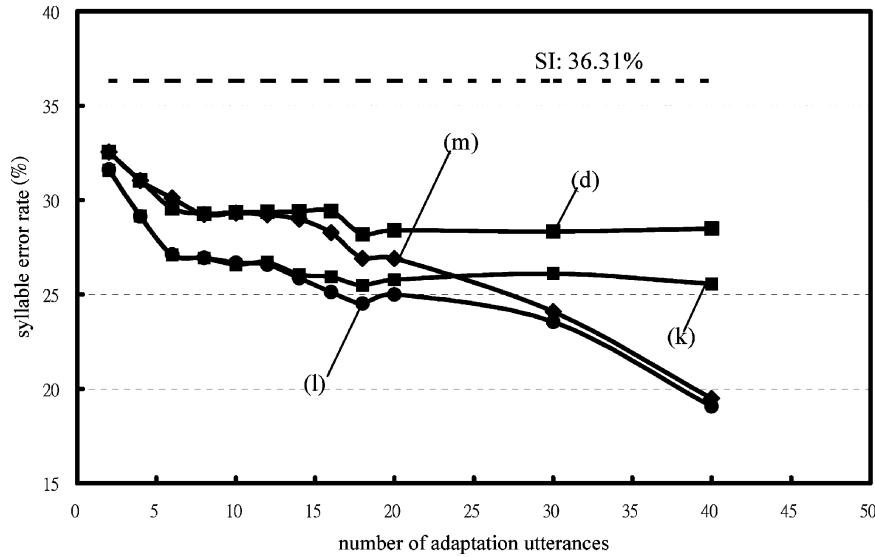 40
SI: 36.31%
35
(m)
30
(d)
syllable error rate (%)
25
(k)
(l)
20
15
0 5 10 15 20 25 30 35 40 45 50
number of adaptation utterances